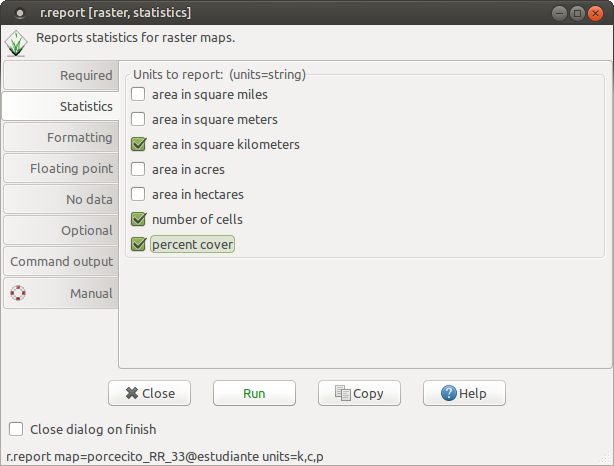 r.report [raster, statistics]
Reports statistics for raster maps.
Required
Statistics
Formatting
Floating point
No data
Optional
Command output
Manual
Units to report: (units=string)
area in square miles
area in square meters
area in square kilometers
area in acres
area in hectares
number of cells
percent cover
Close
Run
Copy
Help
Close dialog on finish
r.report map=porcecito_RR_33@estudiante units=k,c,p